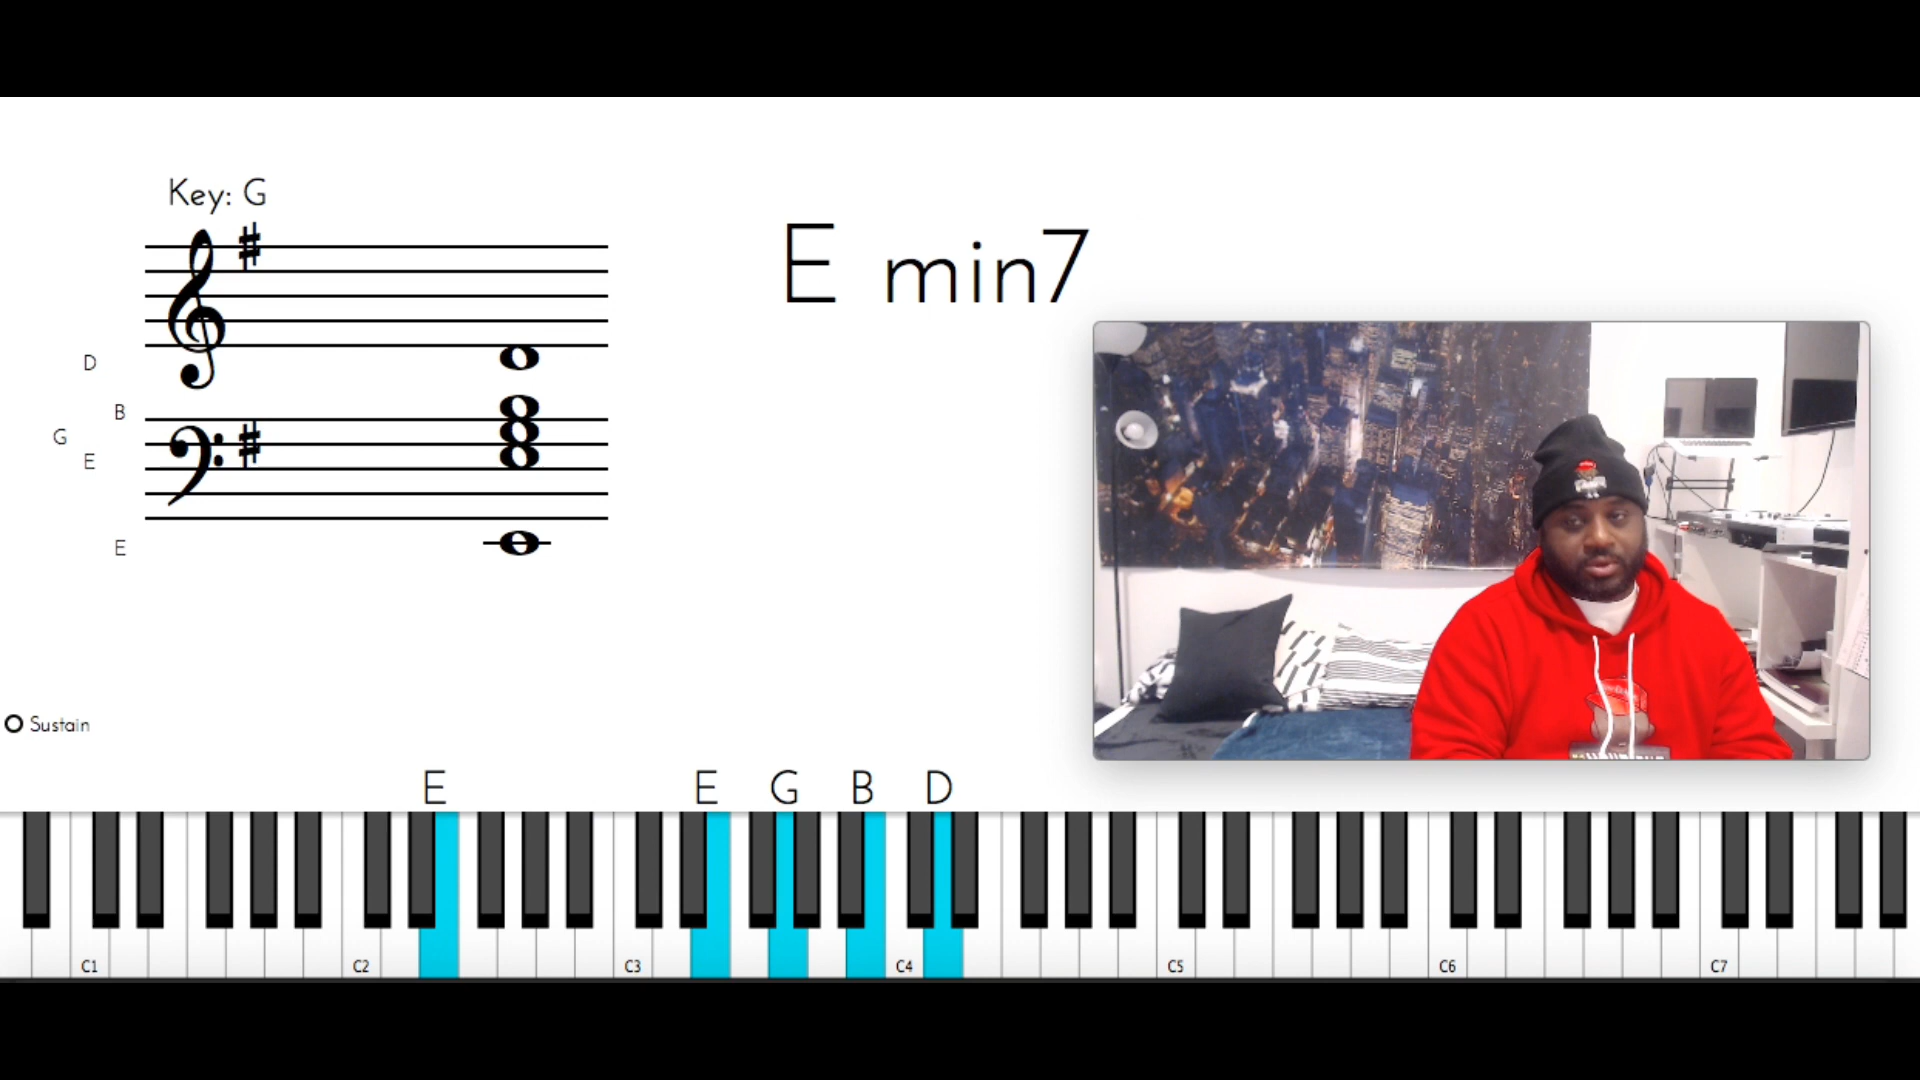 Key: G
E min7
D
B
G
E
E
Sustain
E E G B D
C1 C2 C3 C4 C5 C6 C7